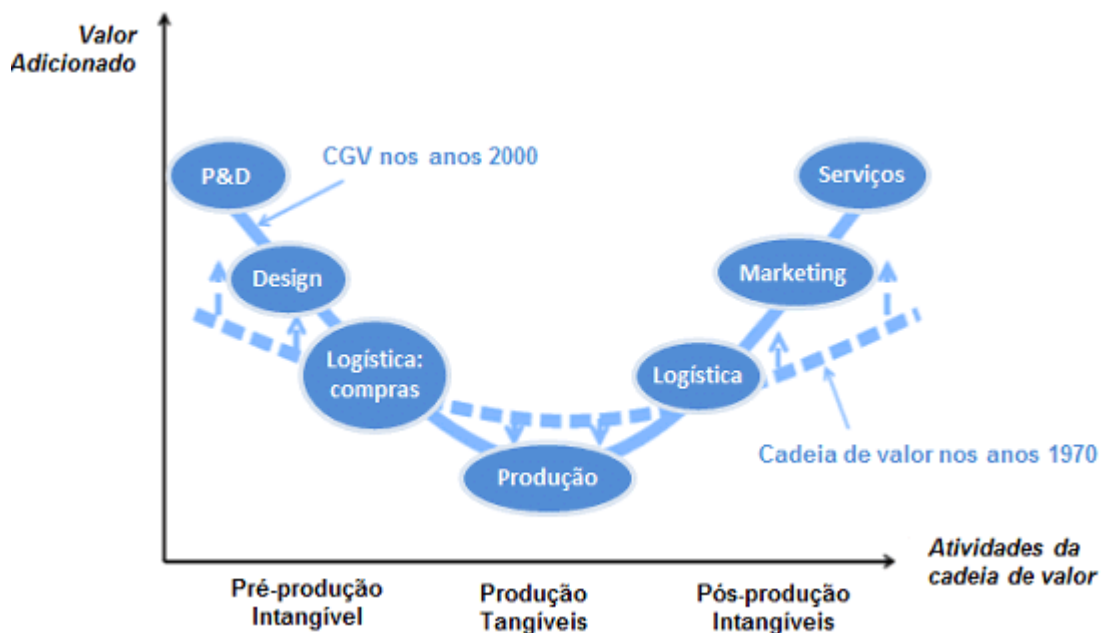 Valor
Adicionado
CGV nos anos 2000
P&D
Serviços
Design
Marketing
Logística:
compras
Logística
Produção
Cadeia de valor nos anos 1970
Atividades da
cadeia de valor
Pré-produção
Intangível
Produção
Tangíveis
Pós-produção
Intangíveis